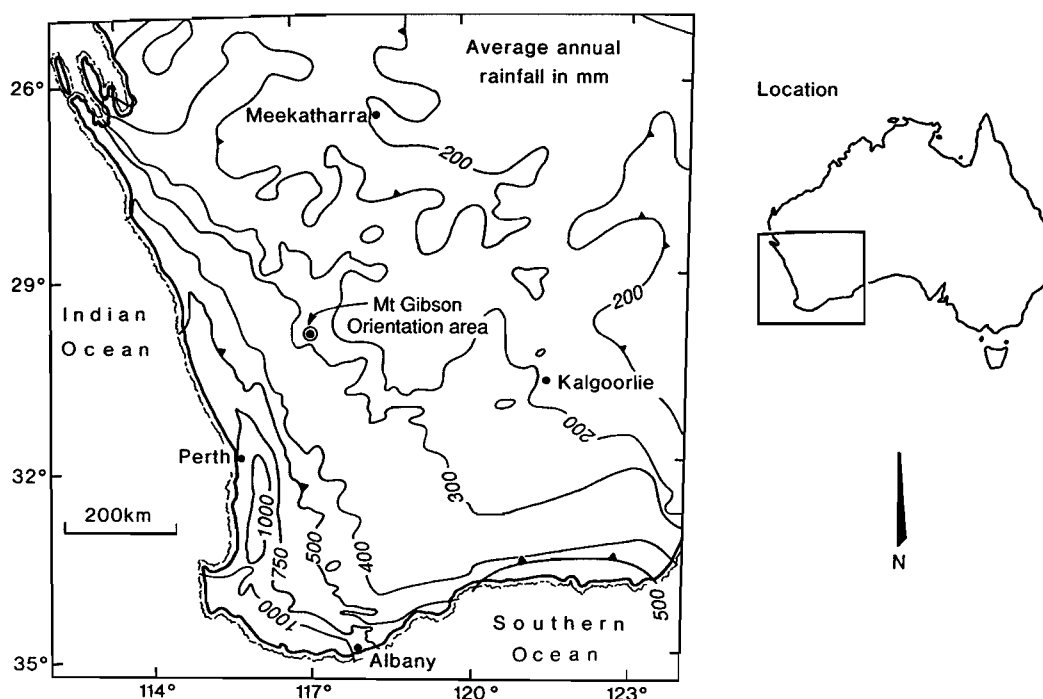 Average annual
rainfall in mm
Location
26°
Meekatharra
200
29°
Mt Gibson
Orientation area
200
Indian
Ocean
Kalgoorlie
200
Perth
32°
300
200km
1000
750
500
400
N
1000
500
Southern
Ocean
Albany
35°
114°
117°
120°
123°